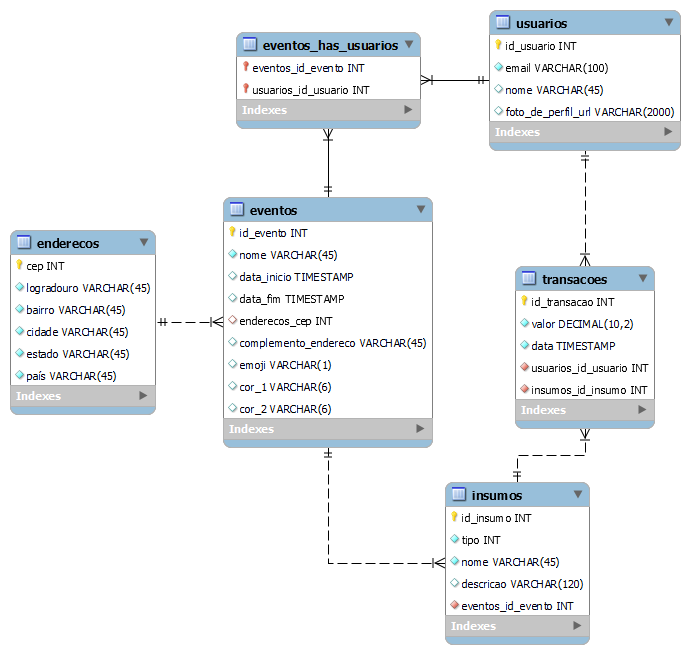 eventos_has_usuarios
eventos_id_evento INT
usuarios_id_usuario INT
Indexes
usuarios
id_usuario INT
email VARCHAR(100)
nome VARCHAR(45)
foto_de_perfil_url VARCHAR(2000)
Indexes
enderecos
cep INT
logradouro VARCHAR(45)
bairro VARCHAR(45)
cidade VARCHAR(45)
estado VARCHAR(45)
país VARCHAR(45)
Indexes
eventos
id_evento INT
nome VARCHAR(45)
data_inicio TIMESTAMP
data_fim TIMESTAMP
enderecos_cep INT
complemento_endereco VARCHAR(45)
emoji VARCHAR(1)
cor_1 VARCHAR(6)
cor_2 VARCHAR(6)
Indexes
transacoes
id_transacao INT
valor DECIMAL(10,2)
data TIMESTAMP
usuarios_id_usuario INT
insumos_id_insumo INT
Indexes
insumos
id_insumo INT
tipo INT
nome VARCHAR(45)
descricao VARCHAR(120)
eventos_id_evento INT
Indexes